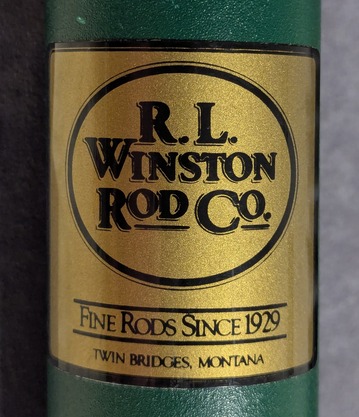 R. L.
WINSTON
ROD CO.
FINE RODS SINCE 1929
TWIN BRIDGES, MONTANA